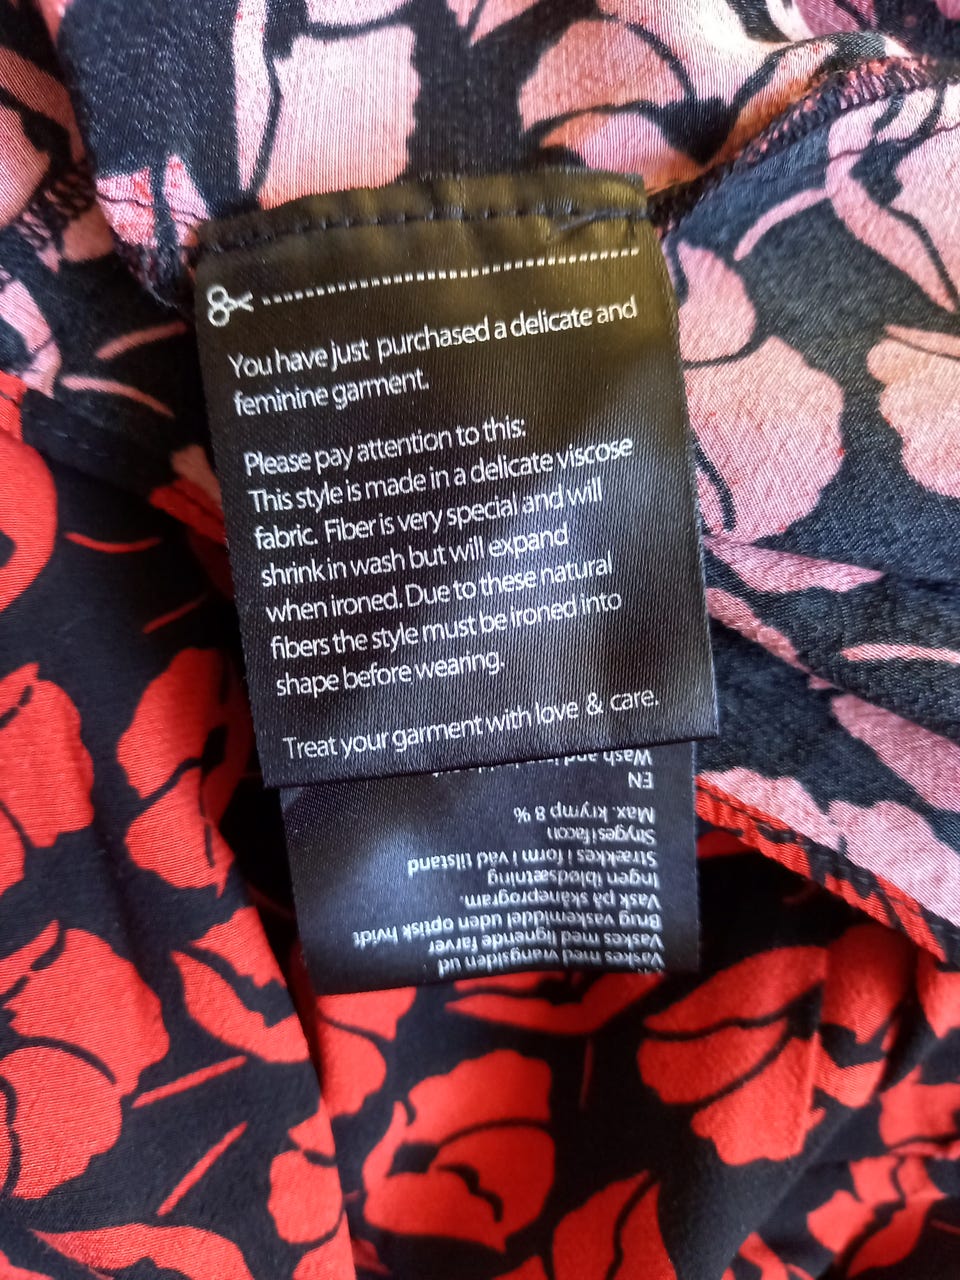 You have just purchased a delicate and
feminine garment.
Please pay attention to this:
This style is made in a delicate viscose
fabric. Fiber is very special and will
shrink in wash but will expand
when ironed. Due to these natural
fibers the style must be ironed into
shape before wearing.
Treat your garment with love & care.
Vaskes med vrangsiden ud
Vaskes med lignende farver
Brug vaskemiddel uden optisk hvidt
Vask på skåneprogram.
Ingen iblødsætning
Strækkes i form i våd tilstand
Stryges i facon
Max. krymp 8 %
EN
Wash and